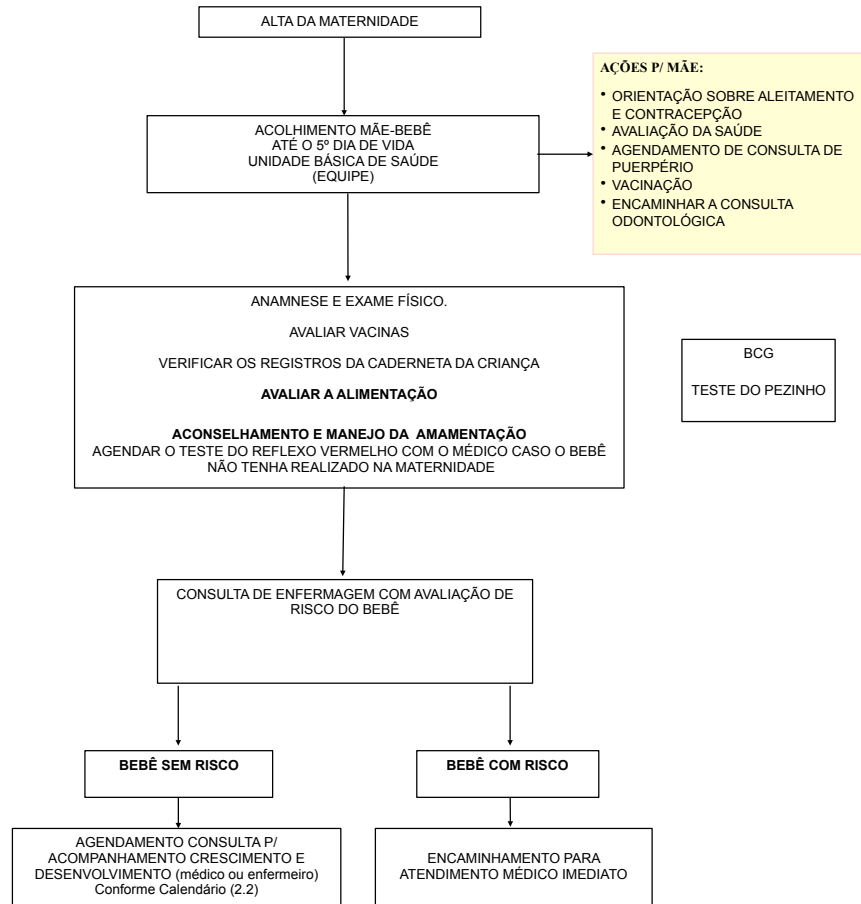 ALTA DA MATERNIDADE
AÇÕES P/ MÃE:
• ORIENTAÇÃO SOBRE ALEITAMENTO
E CONTRACEPÇÃO
• AVALIAÇÃO DA SAÚDE
• AGENDAMENTO DE CONSULTA DE
PUERPÉRIO
• VACINAÇÃO
• ENCAMINHAR A CONSULTA
ODONTOLÓGICA
ACOLHIMENTO MÃE-BEBÊ
ATÉ O 5º DIA DE VIDA
UNIDADE BÁSICA DE SAÚDE
(EQUIPE)
ANAMNESE E EXAME FÍSICO.
AVALIAR VACINAS
VERIFICAR OS REGISTROS DA CADERNETA DA CRIANÇA
AVALIAR A ALIMENTAÇÃO
ACONSELHAMENTO E MANEJO DA AMAMENTAÇÃO
AGENDAR O TESTE DO REFLEXO VERMELHO COM O MÉDICO CASO O BEBÊ
NÃO TENHA REALIZADO NA MATERNIDADE
BCG
TESTE DO PEZINHO
CONSULTA DE ENFERMAGEM COM AVALIAÇÃO DE
RISCO DO BEBÊ
BEBÊ SEM RISCO
BEBÊ COM RISCO
AGENDAMENTO CONSULTA P/
ACOMPANHAMENTO CRESCIMENTO E
DESENVOLVIMENTO (médico ou enfermeiro)
Conforme Calendário (2.2)
ENCAMINHAMENTO PARA
ATENDIMENTO MÉDICO IMEDIATO